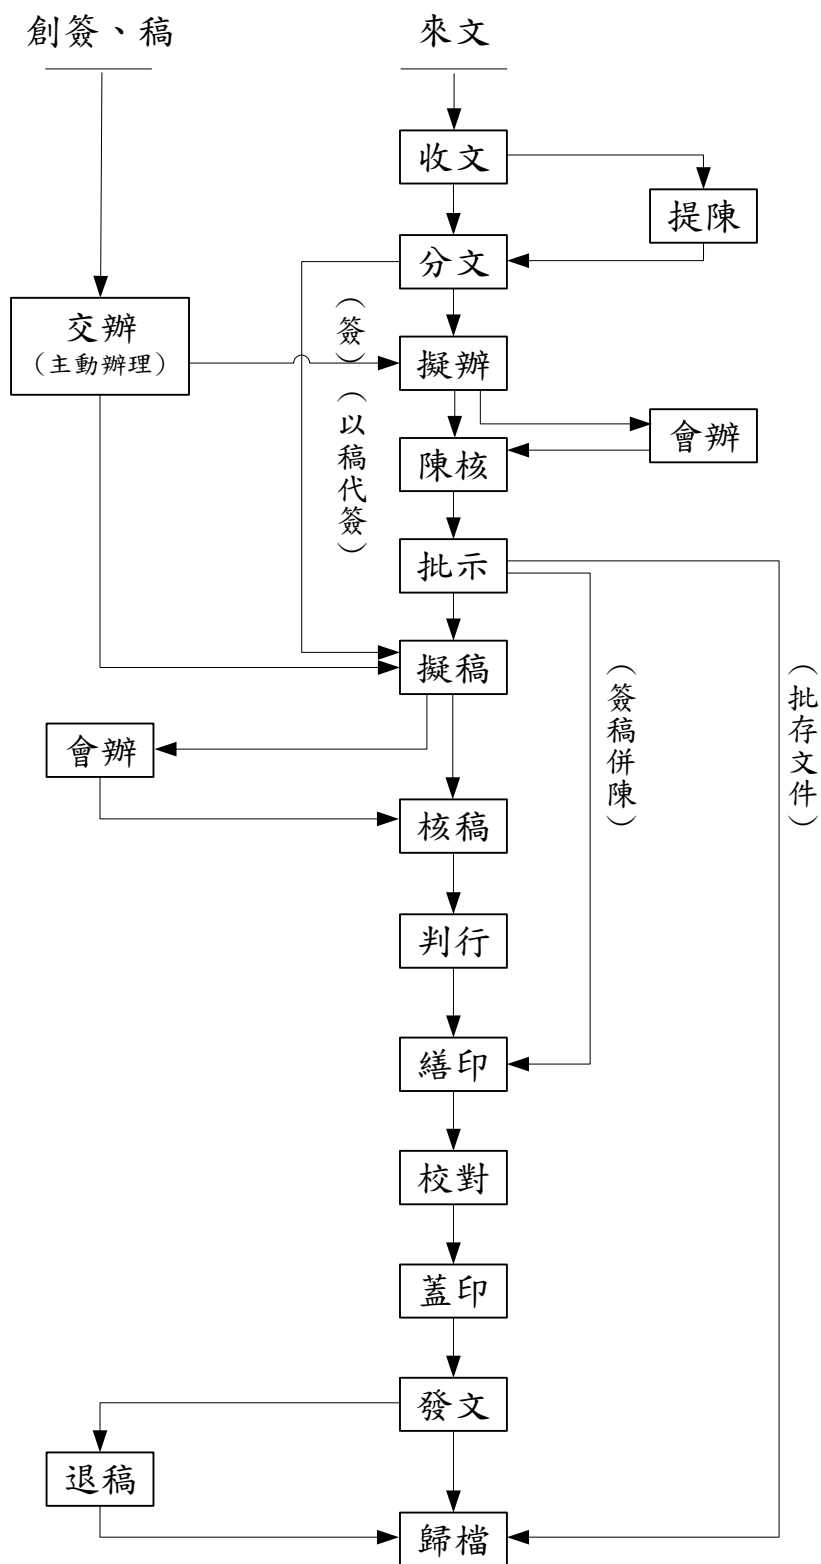 創簽、稿
來文
收文
提陳
分文
交辦
（主動辦理）
（簽）
擬辦
（以稿代簽）
會辦
陳核
批示
擬稿
（簽稿併陳）
（批存文件）
會辦
核稿
判行
繕印
校對
蓋印
發文
退稿
歸檔